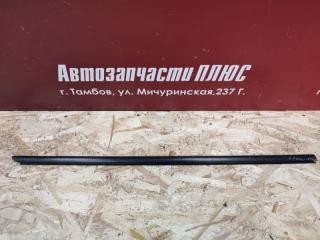 Автозапчасти ПЛЮС
г. Тамбов, ул. Мичуринская,237 Г.